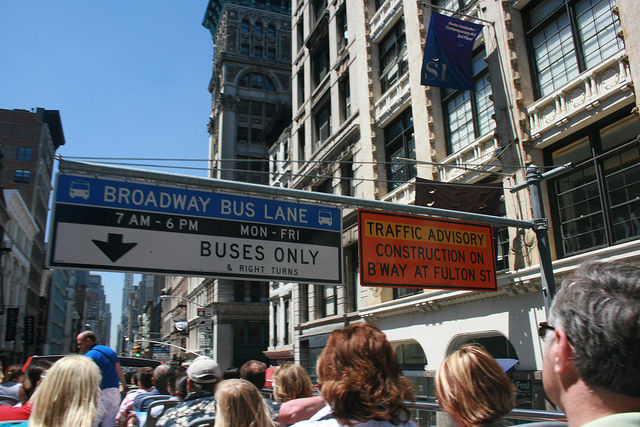 BROADWAY BUS LANE
7 AM - 6 PM MON - FRI
BUSES ONLY
& RIGHT TURNS
TRAFFIC ADVISORY
CONSTRUCTION ON
B'WAY AT FULTON ST
SI